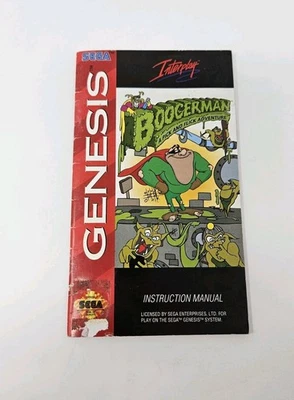 SEGA
Interplay
GENESIS
BOOGERMAN
A PICK AND FLICK ADVENTURE
INSTRUCTION MANUAL
LICENSED BY SEGA ENTERPRISES, LTD. FOR
PLAY ON THE SEGA™ GENESIS™ SYSTEM.
SEGA